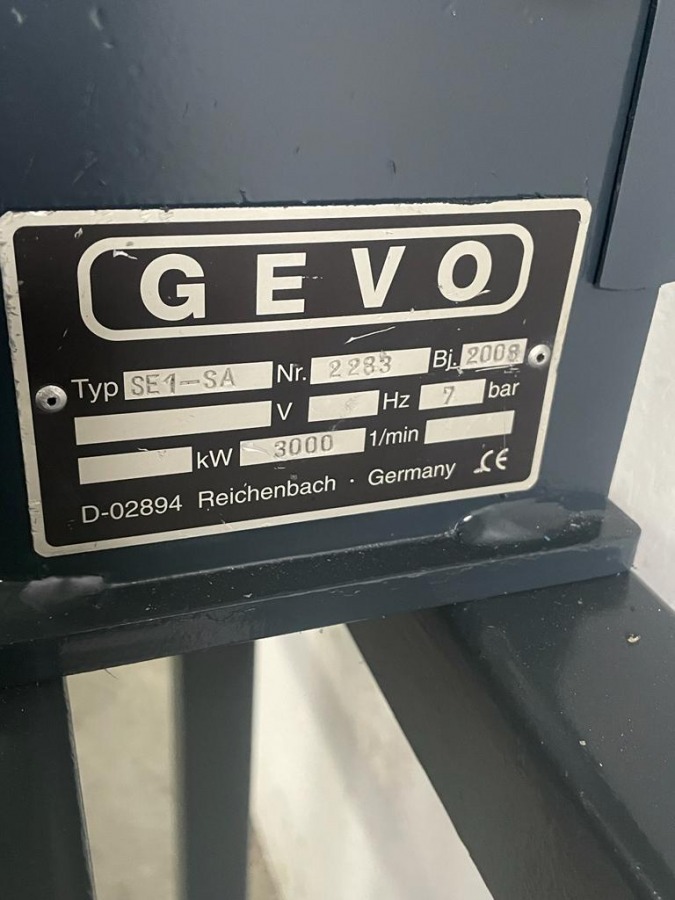 GEVO
Typ SE1-SA Nr. 2283 Bj. 2008
V Hz 7 bar
kW 3000 1/min
D-02894 Reichenbach · Germany CE